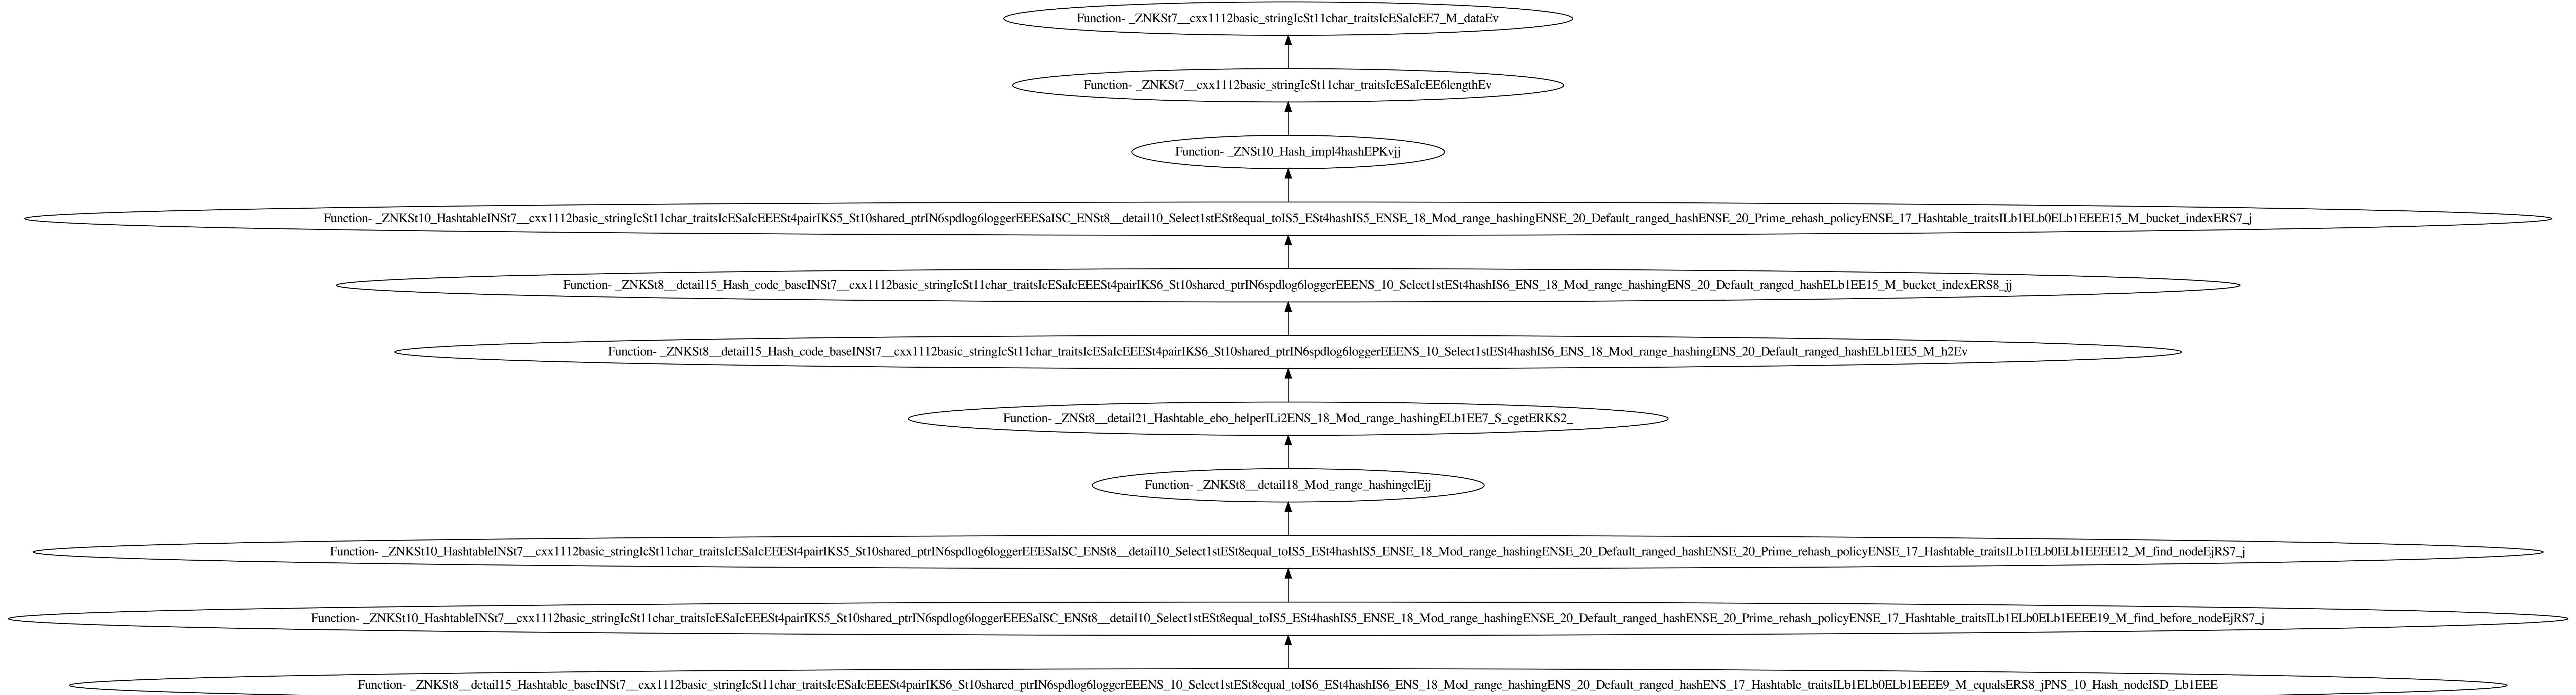 Function- _ZNKSt7__cxx1112basic_stringIcSt11char_traitsIcESaIcEE7_M_dataEv
Function- _ZNKSt7__cxx1112basic_stringIcSt11char_traitsIcESaIcEE6lengthEv
Function- _ZNSt10_Hash_impl4hashEPKvjj
Function- _ZNKSt10_HashtableINSt7__cxx1112basic_stringIcSt11char_traitsIcESaIcEEESt4pairIKS5_St10shared_ptrIN6spdlog6loggerEEESaISC_ENSt8__detail10_Select1stESt8equal_toIS5_ESt4hashIS5_ENSE_18_Mod_range_hashingENSE_20_Default_ranged_hashENSE_20_Prime_rehash_policyENSE_17_Hashtable_traitsILb1ELb0ELb1EEEE15_M_bucket_indexERS7_j
Function- _ZNKSt8__detail15_Hash_code_baseINSt7__cxx1112basic_stringIcSt11char_traitsIcESaIcEEESt4pairIKS6_St10shared_ptrIN6spdlog6loggerEEENS_10_Select1stESt4hashIS6_ENS_18_Mod_range_hashingENS_20_Default_ranged_hashELb1EE15_M_bucket_indexERS8_jj
Function- _ZNKSt8__detail15_Hash_code_baseINSt7__cxx1112basic_stringIcSt11char_traitsIcESaIcEEESt4pairIKS6_St10shared_ptrIN6spdlog6loggerEEENS_10_Select1stESt4hashIS6_ENS_18_Mod_range_hashingENS_20_Default_ranged_hashELb1EE5_M_h2Ev
Function- _ZNSt8__detail21_Hashtable_ebo_helperILi2ENS_18_Mod_range_hashingELb1EE7_S_cgetERKS2_
Function- _ZNKSt8__detail18_Mod_range_hashingclEjj
Function- _ZNKSt10_HashtableINSt7__cxx1112basic_stringIcSt11char_traitsIcESaIcEEESt4pairIKS5_St10shared_ptrIN6spdlog6loggerEEESaISC_ENSt8__detail10_Select1stESt8equal_toIS5_ESt4hashIS5_ENSE_18_Mod_range_hashingENSE_20_Default_ranged_hashENSE_20_Prime_rehash_policyENSE_17_Hashtable_traitsILb1ELb0ELb1EEEE12_M_find_nodeEjRS7_j
Function- _ZNKSt10_HashtableINSt7__cxx1112basic_stringIcSt11char_traitsIcESaIcEEESt4pairIKS5_St10shared_ptrIN6spdlog6loggerEEESaISC_ENSt8__detail10_Select1stESt8equal_toIS5_ESt4hashIS5_ENSE_18_Mod_range_hashingENSE_20_Default_ranged_hashENSE_20_Prime_rehash_policyENSE_17_Hashtable_traitsILb1ELb0ELb1EEEE19_M_find_before_nodeEjRS7_j
Function- _ZNKSt8__detail15_Hashtable_baseINSt7__cxx1112basic_stringIcSt11char_traitsIcESaIcEEESt4pairIKS6_St10shared_ptrIN6spdlog6loggerEEENS_10_Select1stESt8equal_toIS6_ESt4hashIS6_ENS_18_Mod_range_hashingENS_20_Default_ranged_hashENS_17_Hashtable_traitsILb1ELb0ELb1EEEE9_M_equalsERS8_jPNS_10_Hash_nodeISD_Lb1EEE